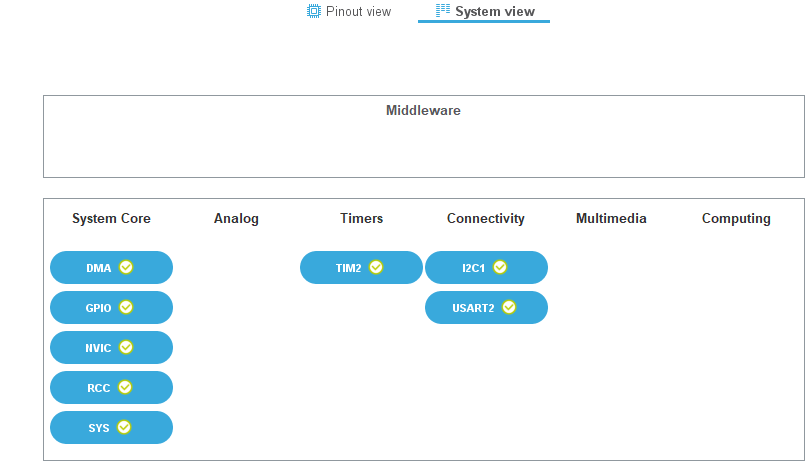 Pinout view System view
Middleware
System Core Analog Timers Connectivity Multimedia Computing
DMA TIM2 I2C1
GPIO USART2
NVIC
RCC
SYS